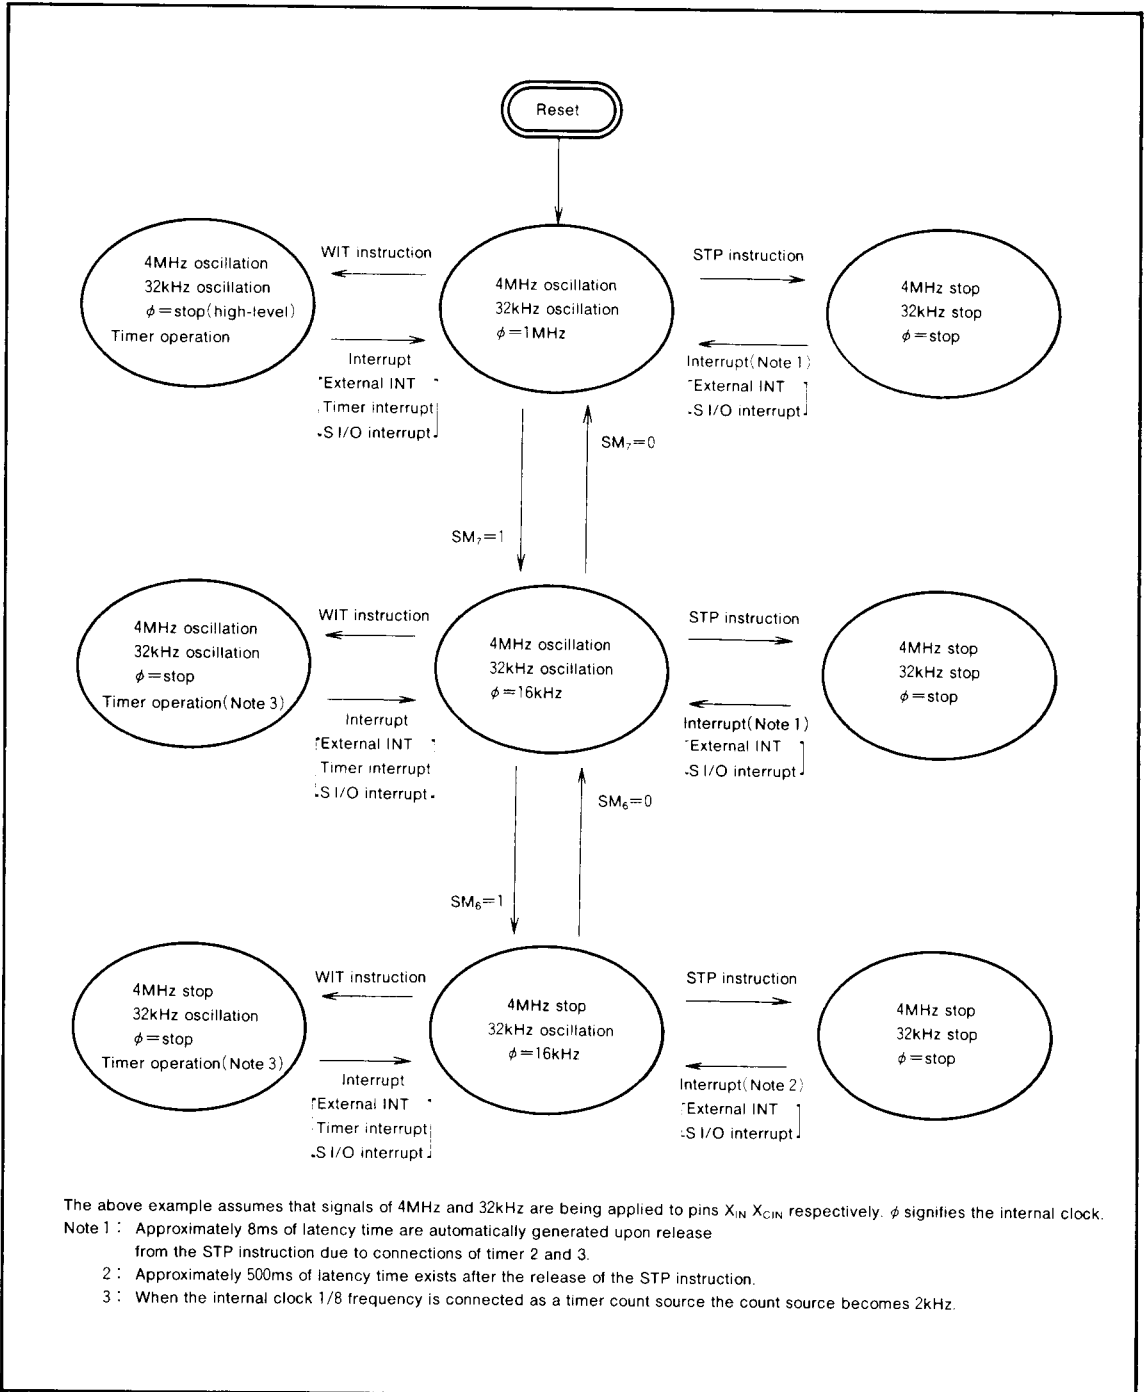 Reset
WIT instruction
STP instruction
4MHz oscillation
32kHz oscillation
φ=stop(high-level)
Timer operation
4MHz oscillation
32kHz oscillation
φ=1MHz
4MHz stop
32kHz stop
φ=stop
Interrupt
External INT
Timer interrupt
S I/O interrupt
Interrupt(Note 1)
External INT
S I/O interrupt
SM₇=0
SM₇=1
WIT instruction
STP instruction
4MHz oscillation
32kHz oscillation
φ=stop
Timer operation(Note 3)
4MHz oscillation
32kHz oscillation
φ=16kHz
4MHz stop
32kHz stop
φ=stop
Interrupt
External INT
Timer interrupt
S I/O interrupt
Interrupt(Note 1)
External INT
S I/O interrupt
SM₆=0
SM₆=1
WIT instruction
STP instruction
4MHz stop
32kHz oscillation
φ=stop
Timer operation(Note 3)
4MHz stop
32kHz oscillation
φ=16kHz
4MHz stop
32kHz stop
φ=stop
Interrupt
External INT
Timer interrupt
S I/O interrupt
Interrupt(Note 2)
External INT
S I/O interrupt
The above example assumes that signals of 4MHz and 32kHz are being applied to pins X_IN X_CIN respectively. φ signifies the internal clock.
Note 1 : Approximately 8ms of latency time are automatically generated upon release
from the STP instruction due to connections of timer 2 and 3.
2 : Approximately 500ms of latency time exists after the release of the STP instruction.
3 : When the internal clock 1/8 frequency is connected as a timer count source the count source becomes 2kHz.